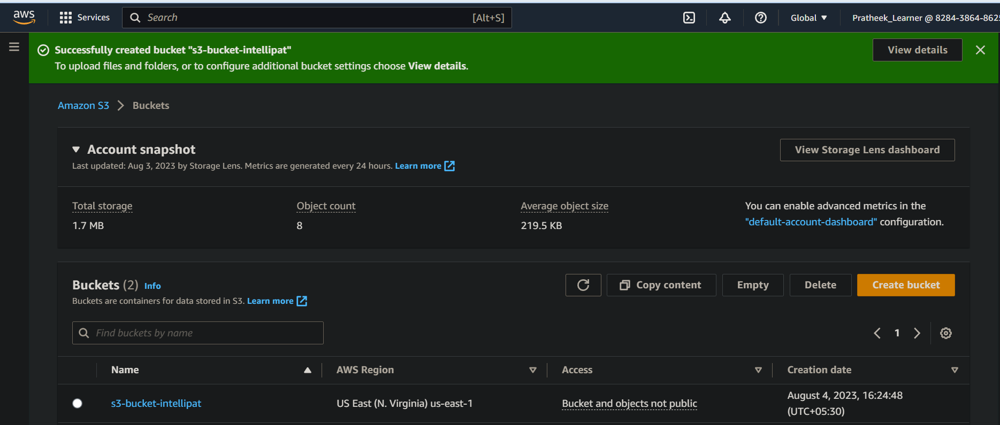 aws
Services
Search [Alt+S]
Global
Pratheek_Learner @ 8284-3864-862
Successfully created bucket "s3-bucket-intellipat"
To upload files and folders, or to configure additional bucket settings choose View details.
View details
Amazon S3 > Buckets
Account snapshot
Last updated: Aug 3, 2023 by Storage Lens. Metrics are generated every 24 hours. Learn more
View Storage Lens dashboard
Total storage
1.7 MB
Object count
8
Average object size
219.5 KB
You can enable advanced metrics in the
"default-account-dashboard" configuration.
Buckets (2) Info
Buckets are containers for data stored in S3. Learn more
Copy content
Empty
Delete
Create bucket
Find buckets by name
1
Name AWS Region Access Creation date
s3-bucket-intellipat US East (N. Virginia) us-east-1 Bucket and objects not public August 4, 2023, 16:24:48
(UTC+05:30)